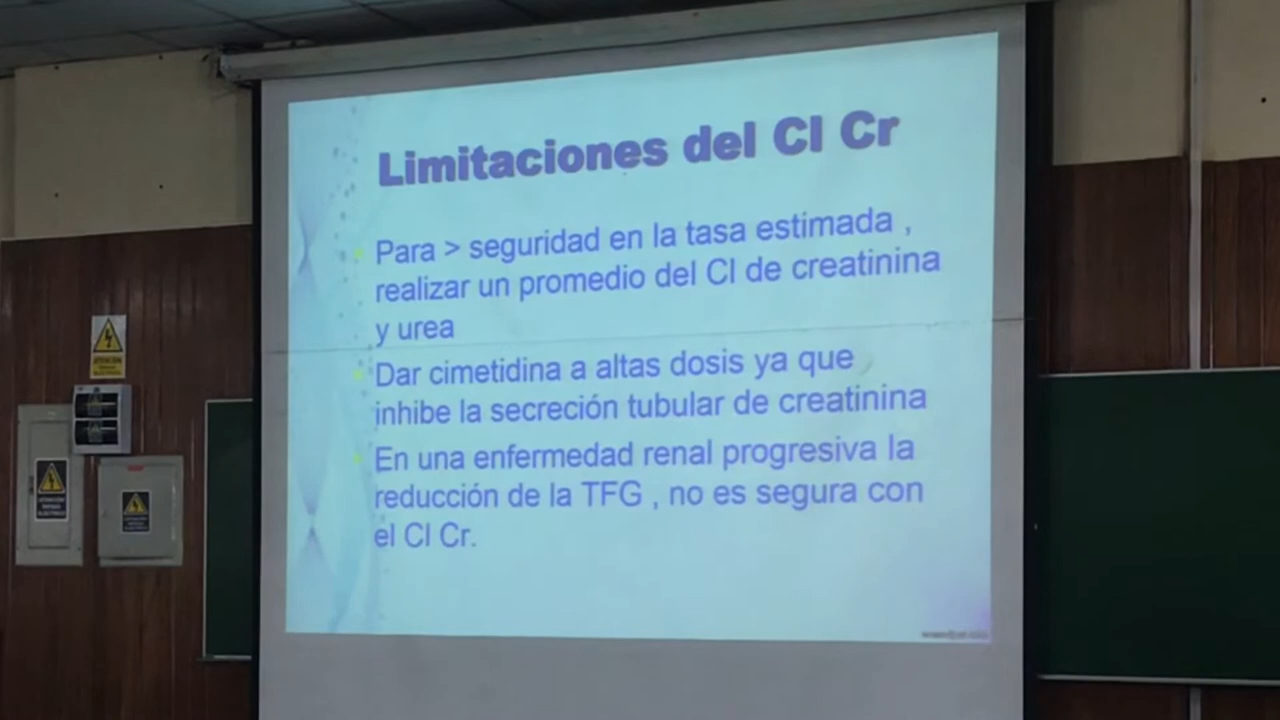 Limitaciones del Cl Cr
Para > seguridad en la tasa estimada ,
realizar un promedio del Cl de creatinina
y urea
Dar cimetidina a altas dosis ya que
inhibe la secreción tubular de creatinina
En una enfermedad renal progresiva la
reducción de la TFG , no es segura con
el Cl Cr.